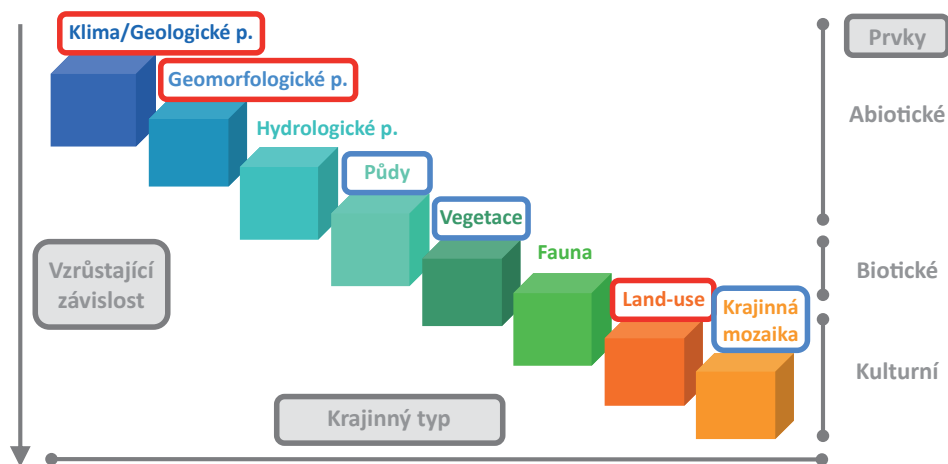 Klima/Geologické p.
Prvky
Geomorfologické p.
Abiotické
Hydrologické p.
Půdy
Vegetace
Fauna
Biotické
Vzrůstající
závislost
Land-use
Krajinná
mozaika
Kulturní
Krajinný typ